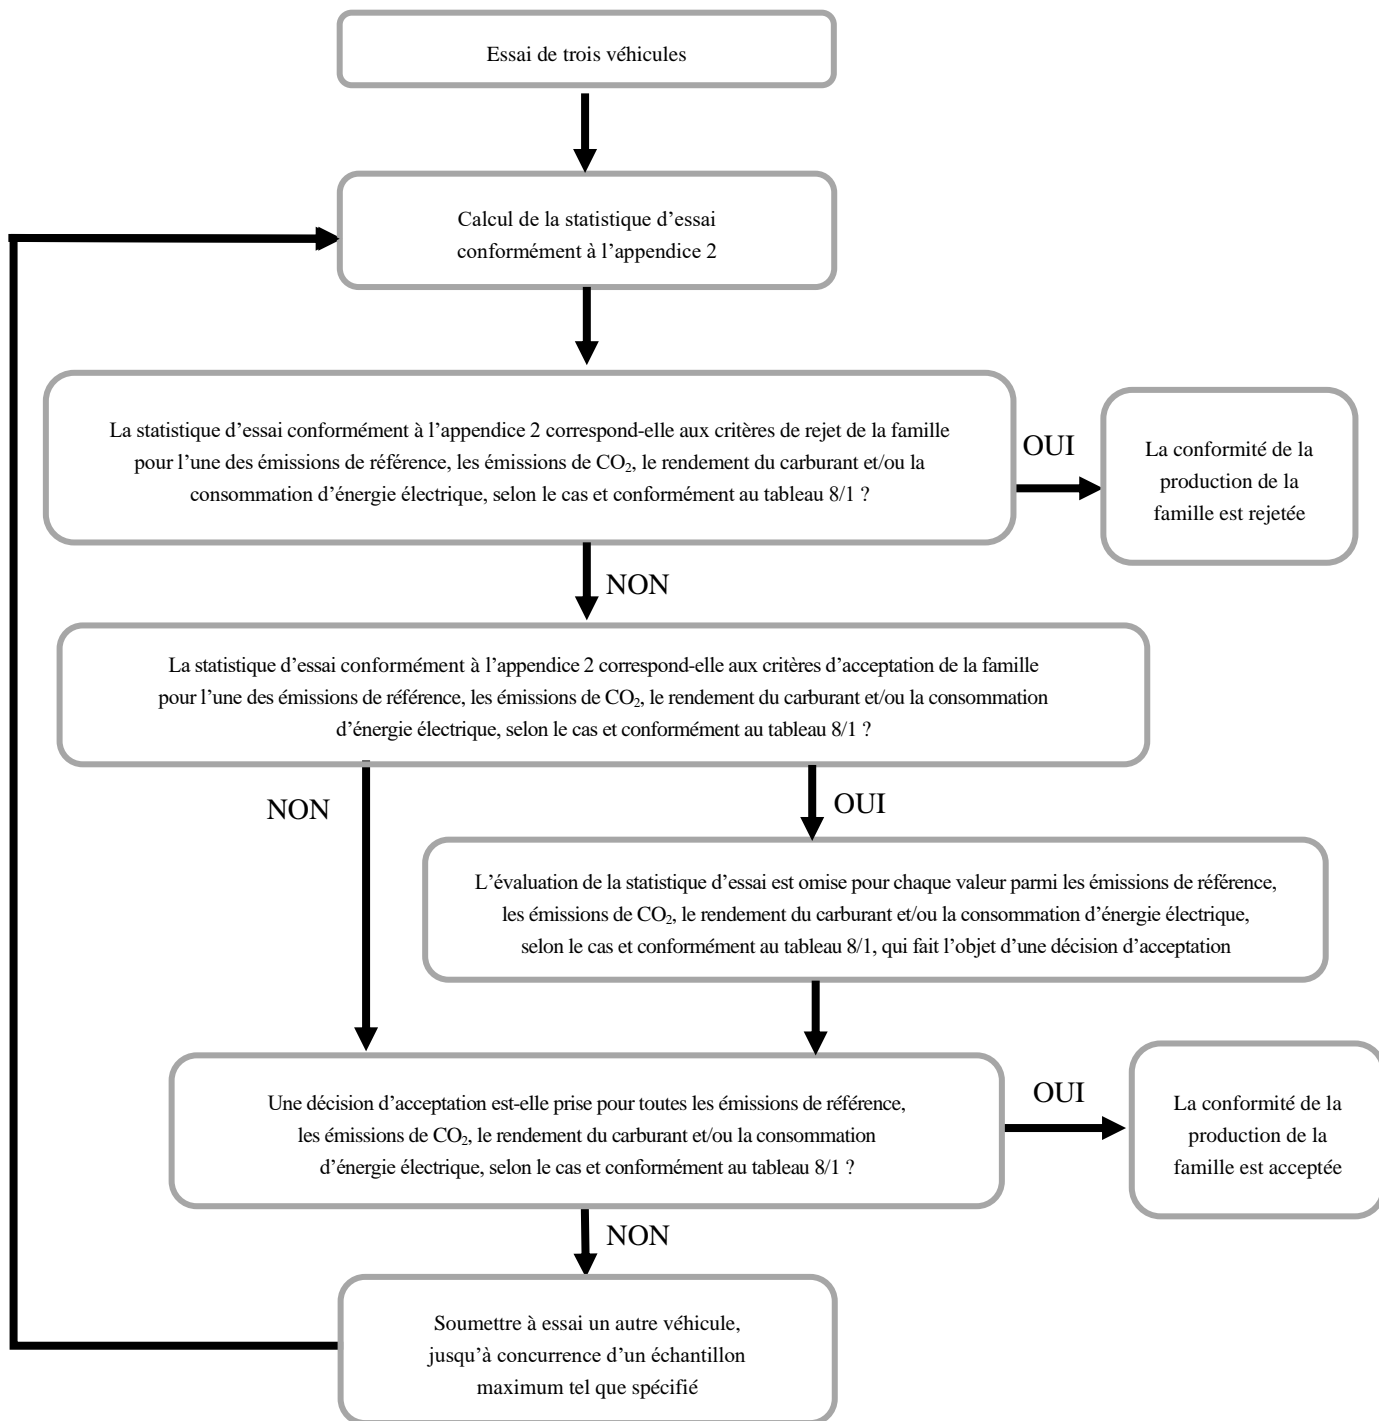 Essai de trois véhicules
Calcul de la statistique d’essai
conformément à l’appendice 2
La statistique d’essai conformément à l’appendice 2 correspond-elle aux critères de rejet de la famille
pour l’une des émissions de référence, les émissions de CO₂, le rendement du carburant et/ou la
consommation d’énergie électrique, selon le cas et conformément au tableau 8/1 ?
OUI
La conformité de la
production de la
famille est rejetée
NON
La statistique d’essai conformément à l’appendice 2 correspond-elle aux critères d’acceptation de la famille
pour l’une des émissions de référence, les émissions de CO₂, le rendement du carburant et/ou la consommation
d’énergie électrique, selon le cas et conformément au tableau 8/1 ?
NON
OUI
L’évaluation de la statistique d’essai est omise pour chaque valeur parmi les émissions de référence,
les émissions de CO₂, le rendement du carburant et/ou la consommation d’énergie électrique,
selon le cas et conformément au tableau 8/1, qui fait l’objet d’une décision d’acceptation
Une décision d’acceptation est-elle prise pour toutes les émissions de référence,
les émissions de CO₂, le rendement du carburant et/ou la consommation
d’énergie électrique, selon le cas et conformément au tableau 8/1 ?
OUI
La conformité de la
production de la
famille est acceptée
NON
Soumettre à essai un autre véhicule,
jusqu’à concurrence d’un échantillon
maximum tel que spécifié